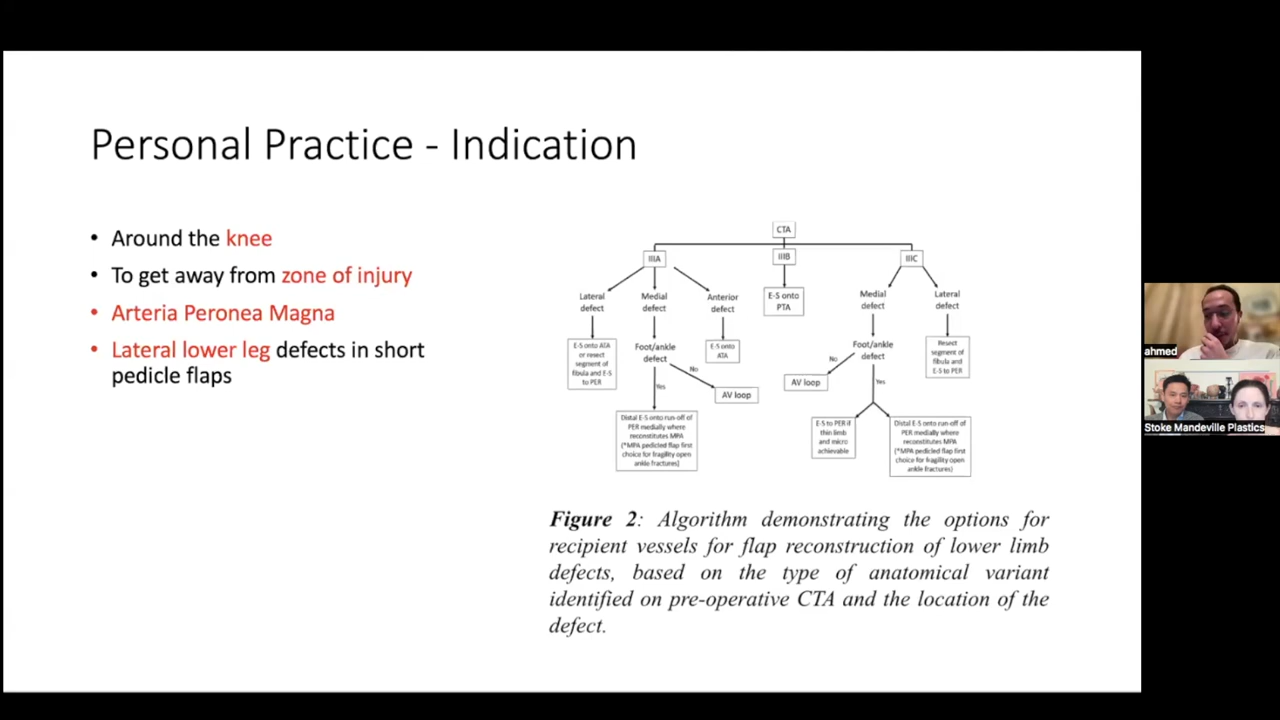 Personal Practice - Indication
• Around the knee
• To get away from zone of injury
• Arteria Peronea Magna
• Lateral lower leg defects in short
pedicle flaps
CTA
IIIA
IIIB
IIIC
Lateral
defect
Medial
defect
Anterior
defect
E-S onto
PTA
Medial
defect
Lateral
defect
E-S onto ATA
or resect
segment of
fibula and E-S
to PER
Foot/ankle
defect
E-S onto
ATA
Foot/ankle
defect
Resect
segment of
fibula and
E-S to PER
No
No
Yes
AV loop
AV loop
Yes
Distal E-S onto run-off of
PER medially where
reconstitutes MPA
(*MPA pedicled flap first
choice for fragility open
ankle fractures)
E-S to PER if
thin limb
and micro
achievable
Distal E-S onto run-off of
PER medially where
reconstitutes MPA
(*MPA pedicled flap first
choice for fragility open
ankle fractures)
Figure 2: Algorithm demonstrating the options for
recipient vessels for flap reconstruction of lower limb
defects, based on the type of anatomical variant
identified on pre-operative CTA and the location of the
defect.
ahmed
Stoke Mandeville Plastics